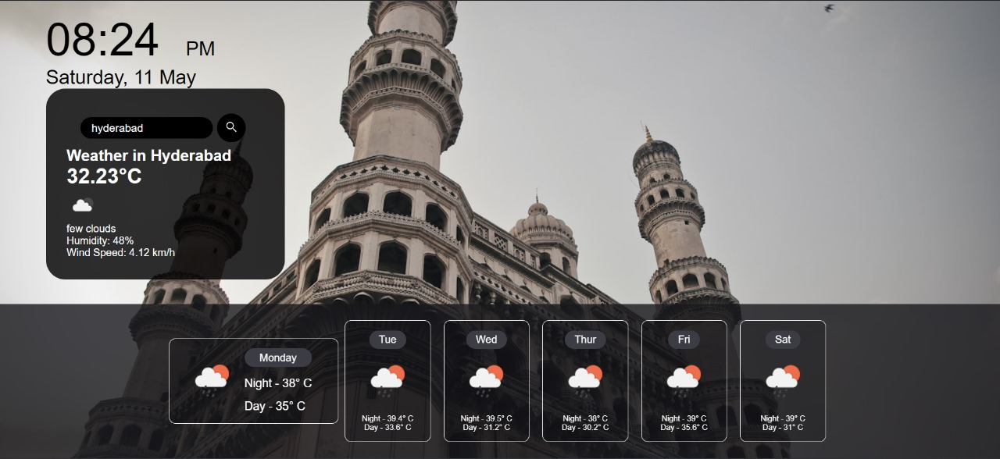 08:24 PM
Saturday, 11 May
hyderabad
Weather in Hyderabad
32.23°C
few clouds
Humidity: 48%
Wind Speed: 4.12 km/h
Monday
Night - 38° C
Day - 35° C
Tue
Night - 39.4° C
Day - 33.6° C
Wed
Night - 39.5° C
Day - 31.2° C
Thur
Night - 38° C
Day - 30.2° C
Fri
Night - 39° C
Day - 35.6° C
Sat
Night - 39° C
Day - 31° C